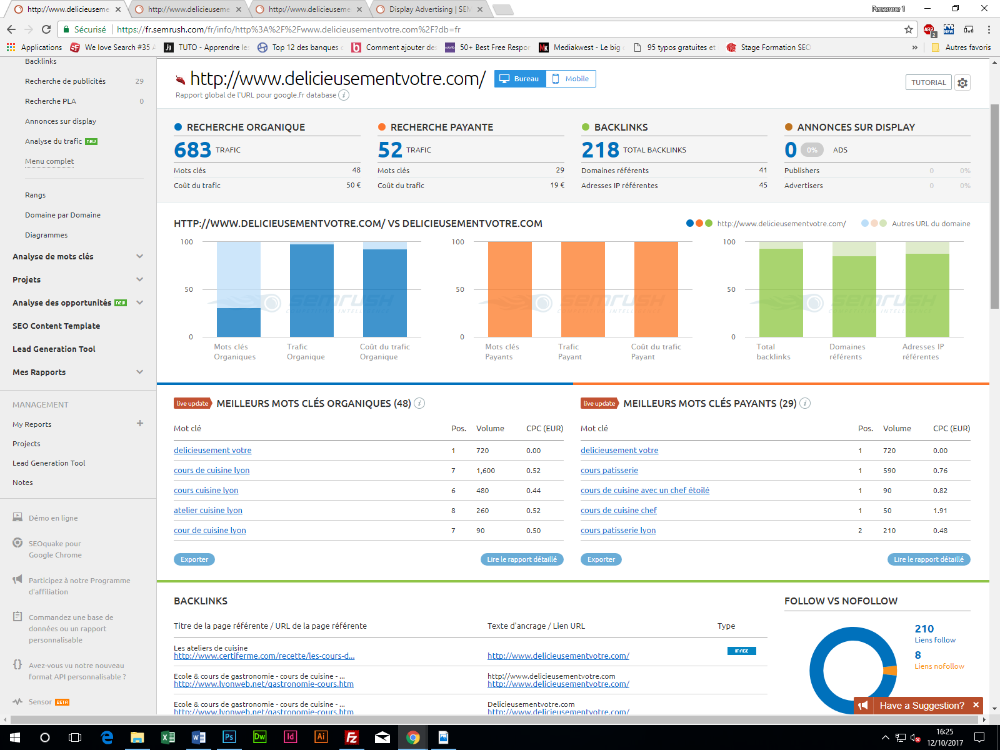 http://www.delicieuseme
http://www.delicieuseme
http://www.delicieuseme
Display Advertising | SEM
Personne 1
Sécurisé
https://fr.semrush.com/fr/info/http%3A%2F%2Fwww.delicieusementvotre.com%2F?db=fr
ABP
2
NEW
Applications
We love Search #35
TUTO - Apprendre les
Top 12 des banques
Comment ajouter des
50+ Best Free Respon
Mediakwest - Le big
95 typos gratuites et
Stage Formation SEO
»
Autres favoris
Backlinks
Recherche de publicités 29
Recherche PLA 0
Annonces sur display
Analyse du trafic NEW
Menu complet
Rangs
Domaine par Domaine
Diagrammes
Analyse de mots clés
Projets
Analyse des opportunités NEW
SEO Content Template
Lead Generation Tool
Mes Rapports
MANAGEMENT
My Reports +
Projects
Lead Generation Tool
Notes
Démo en ligne
SEOquake pour
Google Chrome
Participez à notre Programme
d'affiliation
Commandez une base de
données ou un rapport
personnalisable
Avez-vous vu notre nouveau
format API personnalisable ?
Sensor BETA
http://www.delicieusementvotre.com/
Bureau
Mobile
TUTORIAL
Rapport global de l'URL pour google.fr database i
RECHERCHE ORGANIQUE
683 TRAFIC
Mots clés 48
Coût du trafic 50 €
RECHERCHE PAYANTE
52 TRAFIC
Mots clés 29
Coût du trafic 19 €
BACKLINKS
218 TOTAL BACKLINKS
Domaines référents 41
Adresses IP référentes 45
ANNONCES SUR DISPLAY
0 0% ADS
Publishers 0 0%
Advertisers 0 0%
HTTP://WWW.DELICIEUSEMENTVOTRE.COM/ VS DELICIEUSEMENTVOTRE.COM
http://www.delicieusementvotre.com/
Autres URL du domaine
100
50
0
semrush
COMPETITIVE INTELLIGENCE
Mots clés
Organiques
Trafic
Organique
Coût du trafic
Organique
100
50
0
semrush
COMPETITIVE INTELLIGENCE
Mots clés
Payants
Trafic
Payant
Coût du trafic
Payant
100
50
0
semrush
COMPETITIVE INTELLIGENCE
Total
backlinks
Domaines
référents
Adresses IP
référentes
live update MEILLEURS MOTS CLÉS ORGANIQUES (48) i
Mot clé Pos. Volume CPC (EUR)
delicieusement votre 1 720 0.00
cours de cuisine lyon 7 1,600 0.52
cours cuisine lyon 6 480 0.44
atelier cuisine lyon 8 260 0.52
cour de cuisine lyon 7 90 0.50
Exporter
Lire le rapport détaillé
live update MEILLEURS MOTS CLÉS PAYANTS (29) i
Mot clé Pos. Volume CPC (EUR)
delicieusement votre 1 720 0.00
cours patisserie 1 590 0.76
cours de cuisine avec un chef étoilé 1 90 0.82
cours de cuisine chef 1 50 1.91
cours patisserie lyon 2 210 0.48
Exporter
Lire le rapport détaillé
BACKLINKS
Titre de la page référente / URL de la page référente Texte d'ancrage / Lien URL Type
Les ateliers de cuisine
http://www.certiferme.com/recette/les-cours-d... http://www.delicieusementvotre.com/ IMAGE
Ecole & cours de gastronomie - cours de cuisine - ... http://www.delicieusementvotre.com
http://www.lyonweb.net/gastronomie-cours.htm http://www.delicieusementvotre.com/
Ecole & cours de gastronomie - cours de cuisine - ... Delicieusementvotre.com
http://www.lyonweb.net/gastronomie-cours.htm http://www.delicieusementvotre.com/
FOLLOW VS NOFOLLOW
210
Liens follow
8
Liens nofollow
Have a Suggestion?
Ps
Dw
Id
Ai
Fz
16:25
12/10/2017